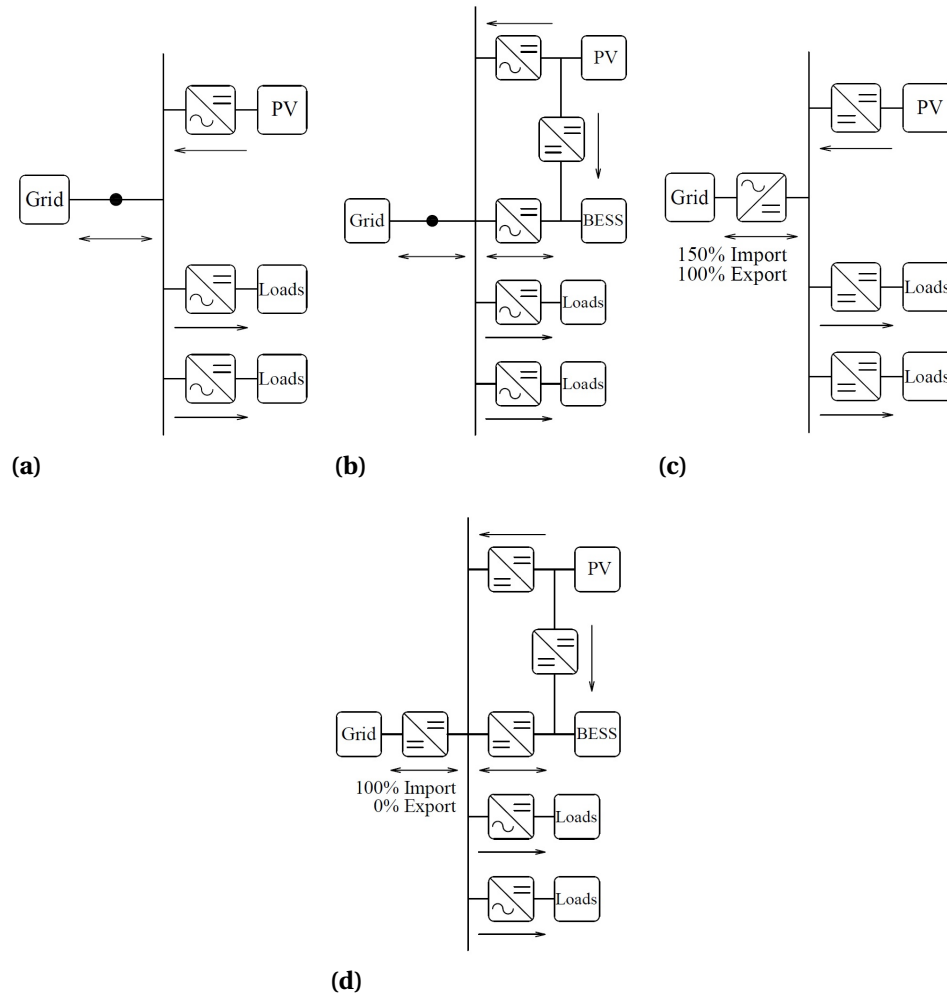 PV
Grid
Loads
Loads
(a)
PV
Grid
BESS
Loads
Loads
(b)
PV
Grid
150% Import
100% Export
Loads
Loads
(c)
PV
Grid
BESS
100% Import
0% Export
Loads
Loads
(d)